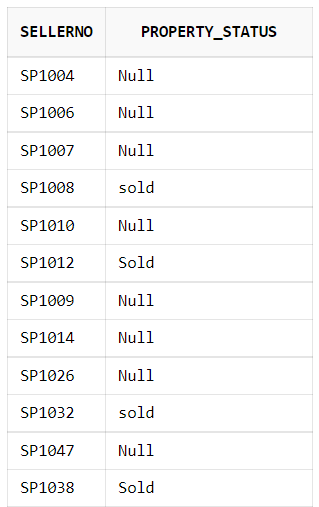 SELLERNO PROPERTY_STATUS
SP1004 Null
SP1006 Null
SP1007 Null
SP1008 sold
SP1010 Null
SP1012 Sold
SP1009 Null
SP1014 Null
SP1026 Null
SP1032 sold
SP1047 Null
SP1038 Sold